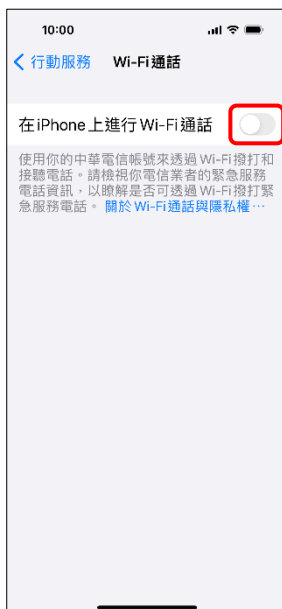 10:00
行動服務 Wi-Fi通話
在iPhone上進行Wi-Fi通話
使用你的中華電信帳號來透過Wi-Fi撥打和
接聽電話。請檢視你電信業者的緊急服務
電話資訊，以瞭解是否可透過Wi-Fi撥打緊
急服務電話。關於Wi-Fi通話與隱私權⋯